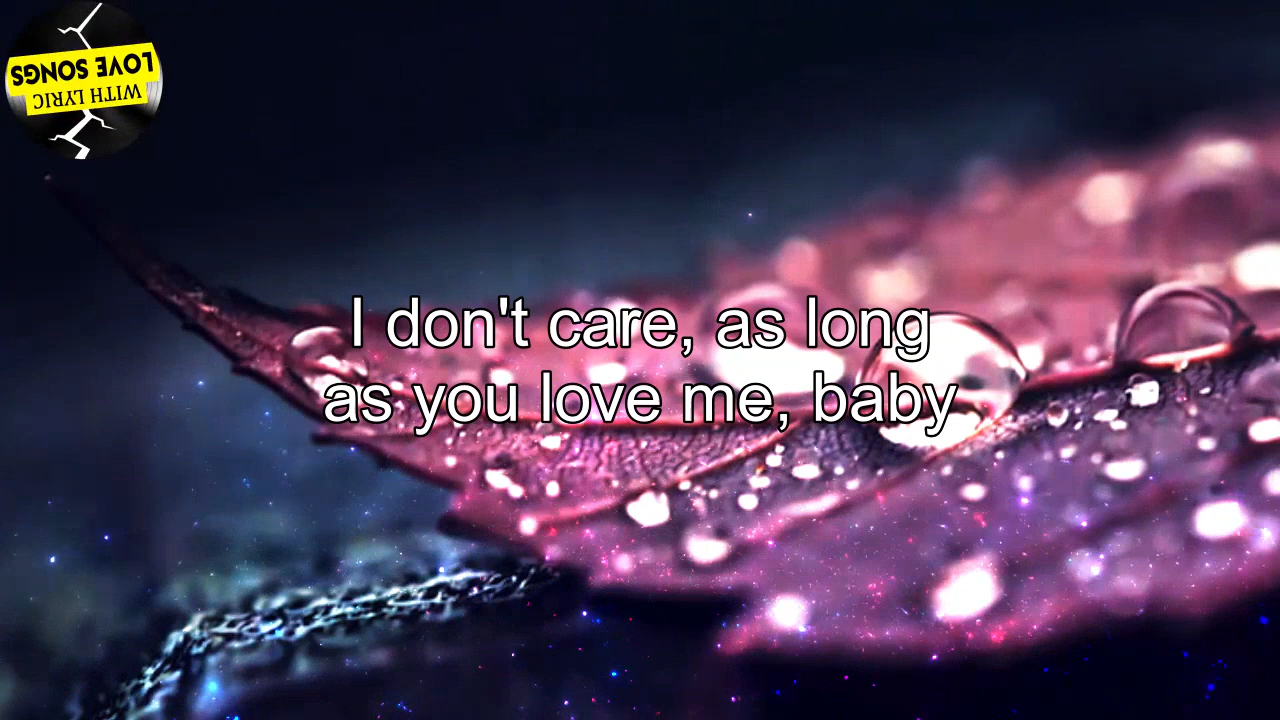 LOVE SONGS
WITH LYRIC
I don't care, as long
as you love me, baby